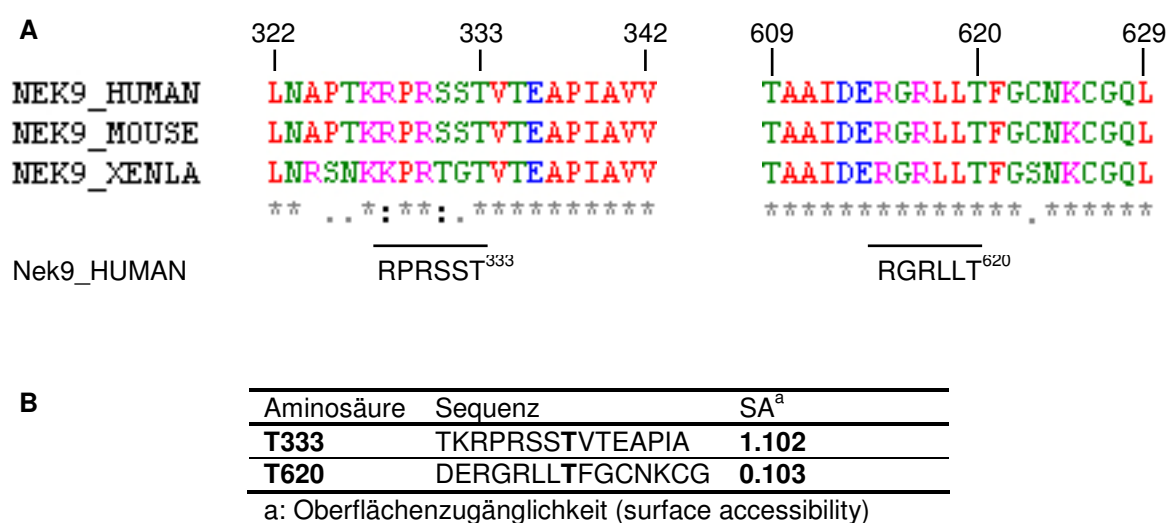 A 322 333 342 609 620 629
NEK9_HUMAN LNAPTKRPRSSTVTEAPIAVV TAAIDERGRLLTFGCNKCGQL
NEK9_MOUSE LNAPTKRPRSSTVTEAPIAVV TAAIDERGRLLTFGCNKCGQL
NEK9_XENLA LNRSNKKPRTGTVTEAPIAVV TAAIDERGRLLTFGSNKCGQL
** ..*:**:.********** **************.******
Nek9_HUMAN RPRSST³³³ RGRLLT⁶²⁰
B Aminosäure Sequenz SAᵃ
T333 TKRPRSSTVTEAPIA 1.102
T620 DERGRLLTFGCNKCG 0.103
a: Oberflächenzugänglichkeit (surface accessibility)